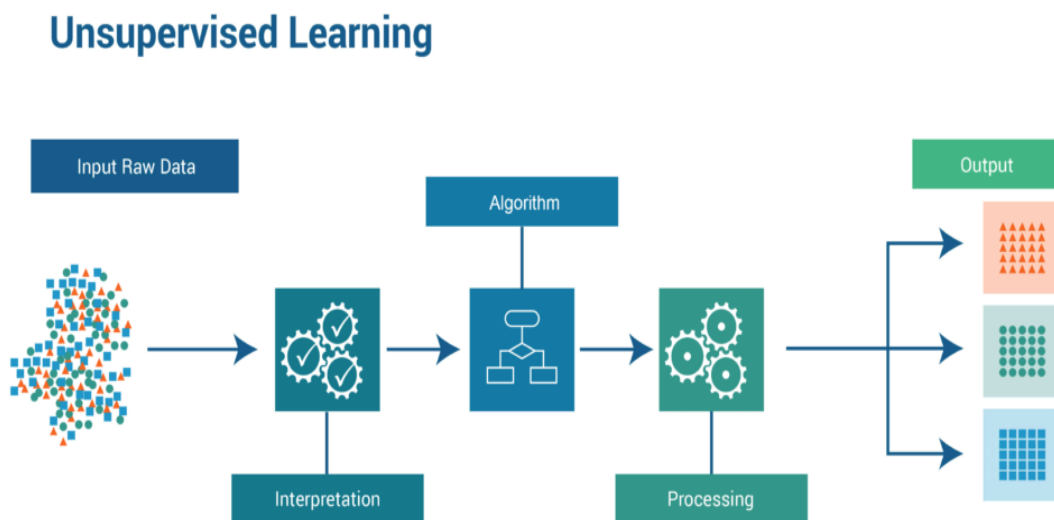 Unsupervised Learning
Input Raw Data
Algorithm
Output
Interpretation
Processing